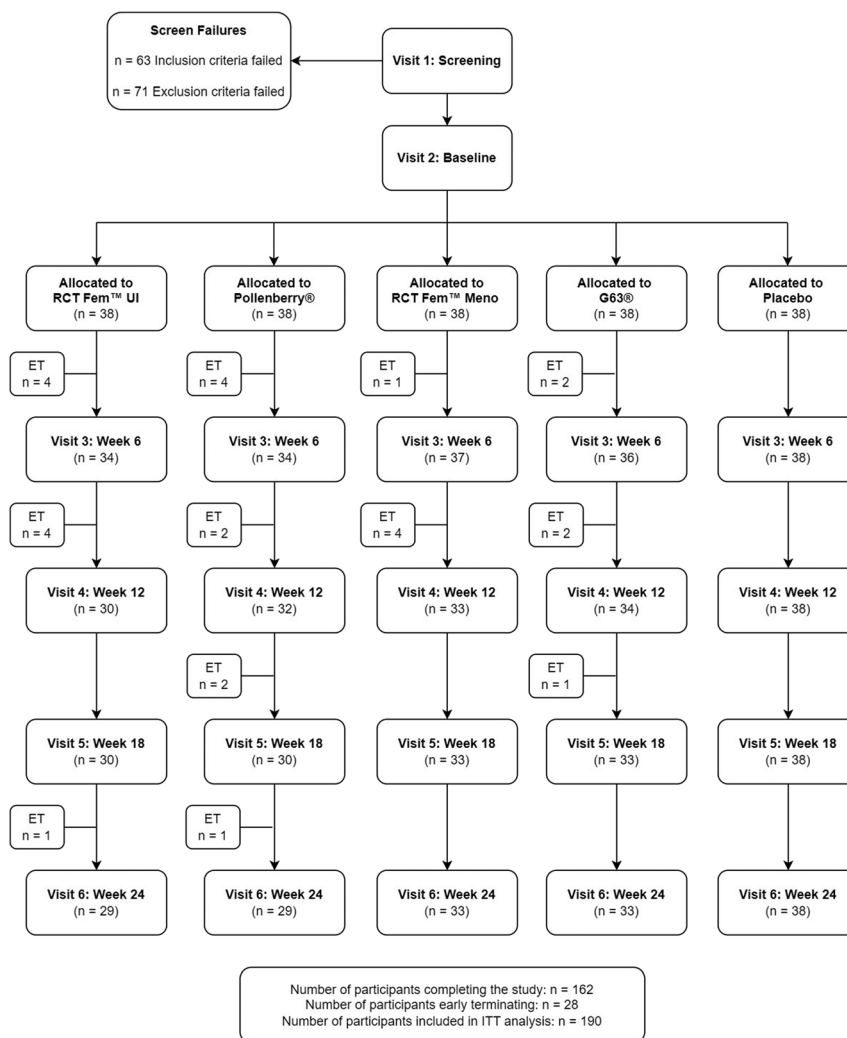 Screen Failures
n = 63 Inclusion criteria failed
n = 71 Exclusion criteria failed
Visit 1: Screening
Visit 2: Baseline
Allocated to
RCT Fem™ UI
(n = 38)
Allocated to
Pollenberry®
(n = 38)
Allocated to
RCT Fem™ Meno
(n = 38)
Allocated to
G63®
(n = 38)
Allocated to
Placebo
(n = 38)
ET
n = 4
ET
n = 4
ET
n = 1
ET
n = 2
Visit 3: Week 6
(n = 34)
Visit 3: Week 6
(n = 34)
Visit 3: Week 6
(n = 37)
Visit 3: Week 6
(n = 36)
Visit 3: Week 6
(n = 38)
ET
n = 4
ET
n = 2
ET
n = 4
ET
n = 2
Visit 4: Week 12
(n = 30)
Visit 4: Week 12
(n = 32)
Visit 4: Week 12
(n = 33)
Visit 4: Week 12
(n = 34)
Visit 4: Week 12
(n = 38)
ET
n = 2
ET
n = 1
Visit 5: Week 18
(n = 30)
Visit 5: Week 18
(n = 30)
Visit 5: Week 18
(n = 33)
Visit 5: Week 18
(n = 33)
Visit 5: Week 18
(n = 38)
ET
n = 1
ET
n = 1
Visit 6: Week 24
(n = 29)
Visit 6: Week 24
(n = 29)
Visit 6: Week 24
(n = 33)
Visit 6: Week 24
(n = 33)
Visit 6: Week 24
(n = 38)
Number of participants completing the study: n = 162
Number of participants early terminating: n = 28
Number of participants included in ITT analysis: n = 190